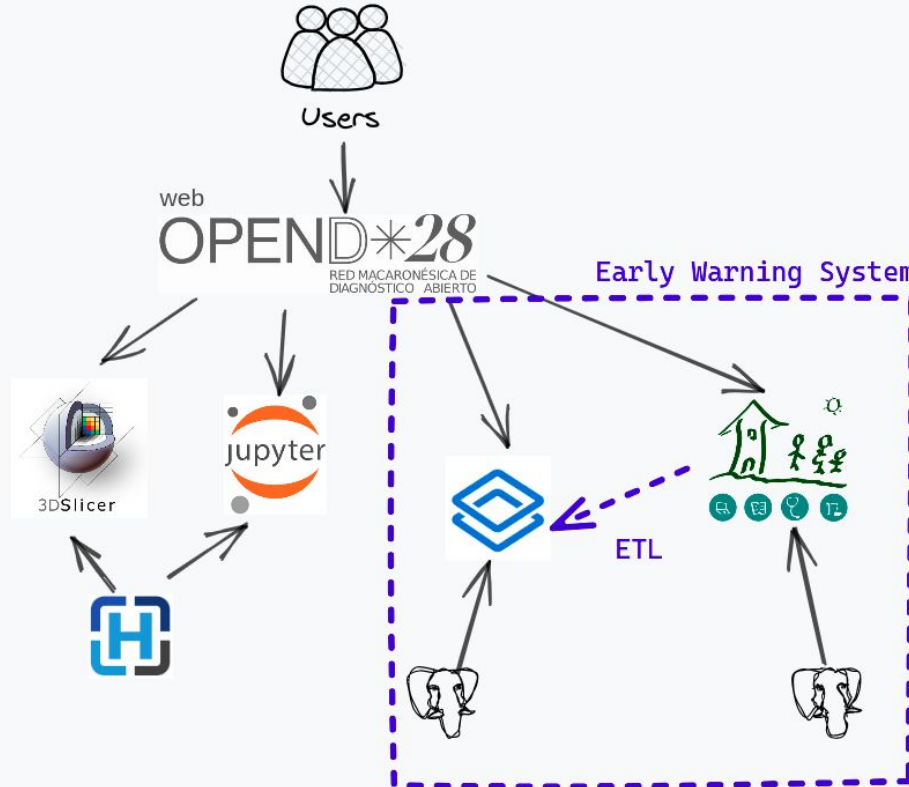 Users
web
OPEND*28
RED MACARONÉSICA DE
DIAGNÓSTICO ABIERTO
Early Warning System
3DSlicer
jupyter
ETL
H